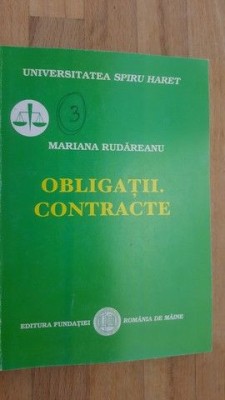 UNIVERSITATEA SPIRU HARET
3
MARIANA RUDĂREANU
OBLIGAȚII.
CONTRACTE
EDITURA FUNDAȚIEI ROMÂNIA DE MÂINE